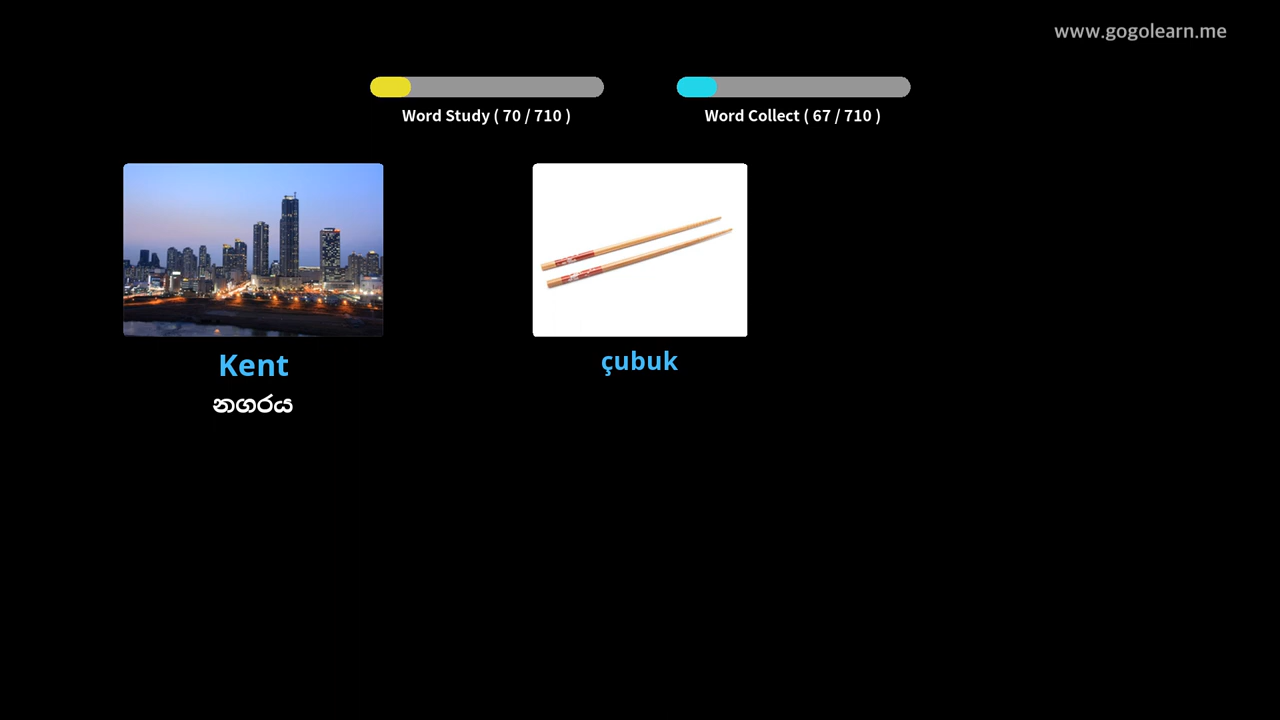 www.gogolearn.me
Word Study ( 70 / 710 )
Word Collect ( 67 / 710 )
Kent
නගරය
çubuk